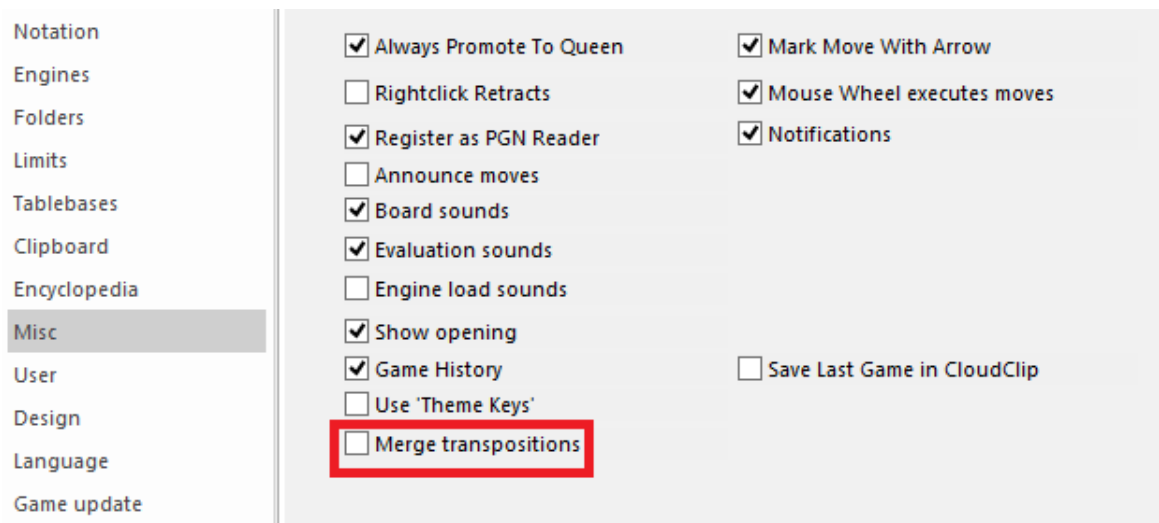 Notation
Engines
Folders
Limits
Tablebases
Clipboard
Encyclopedia
Misc
User
Design
Language
Game update
Always Promote To Queen
Rightclick Retracts
Register as PGN Reader
Announce moves
Board sounds
Evaluation sounds
Engine load sounds
Show opening
Game History
Use 'Theme Keys'
Merge transpositions
Mark Move With Arrow
Mouse Wheel executes moves
Notifications
Save Last Game in CloudClip